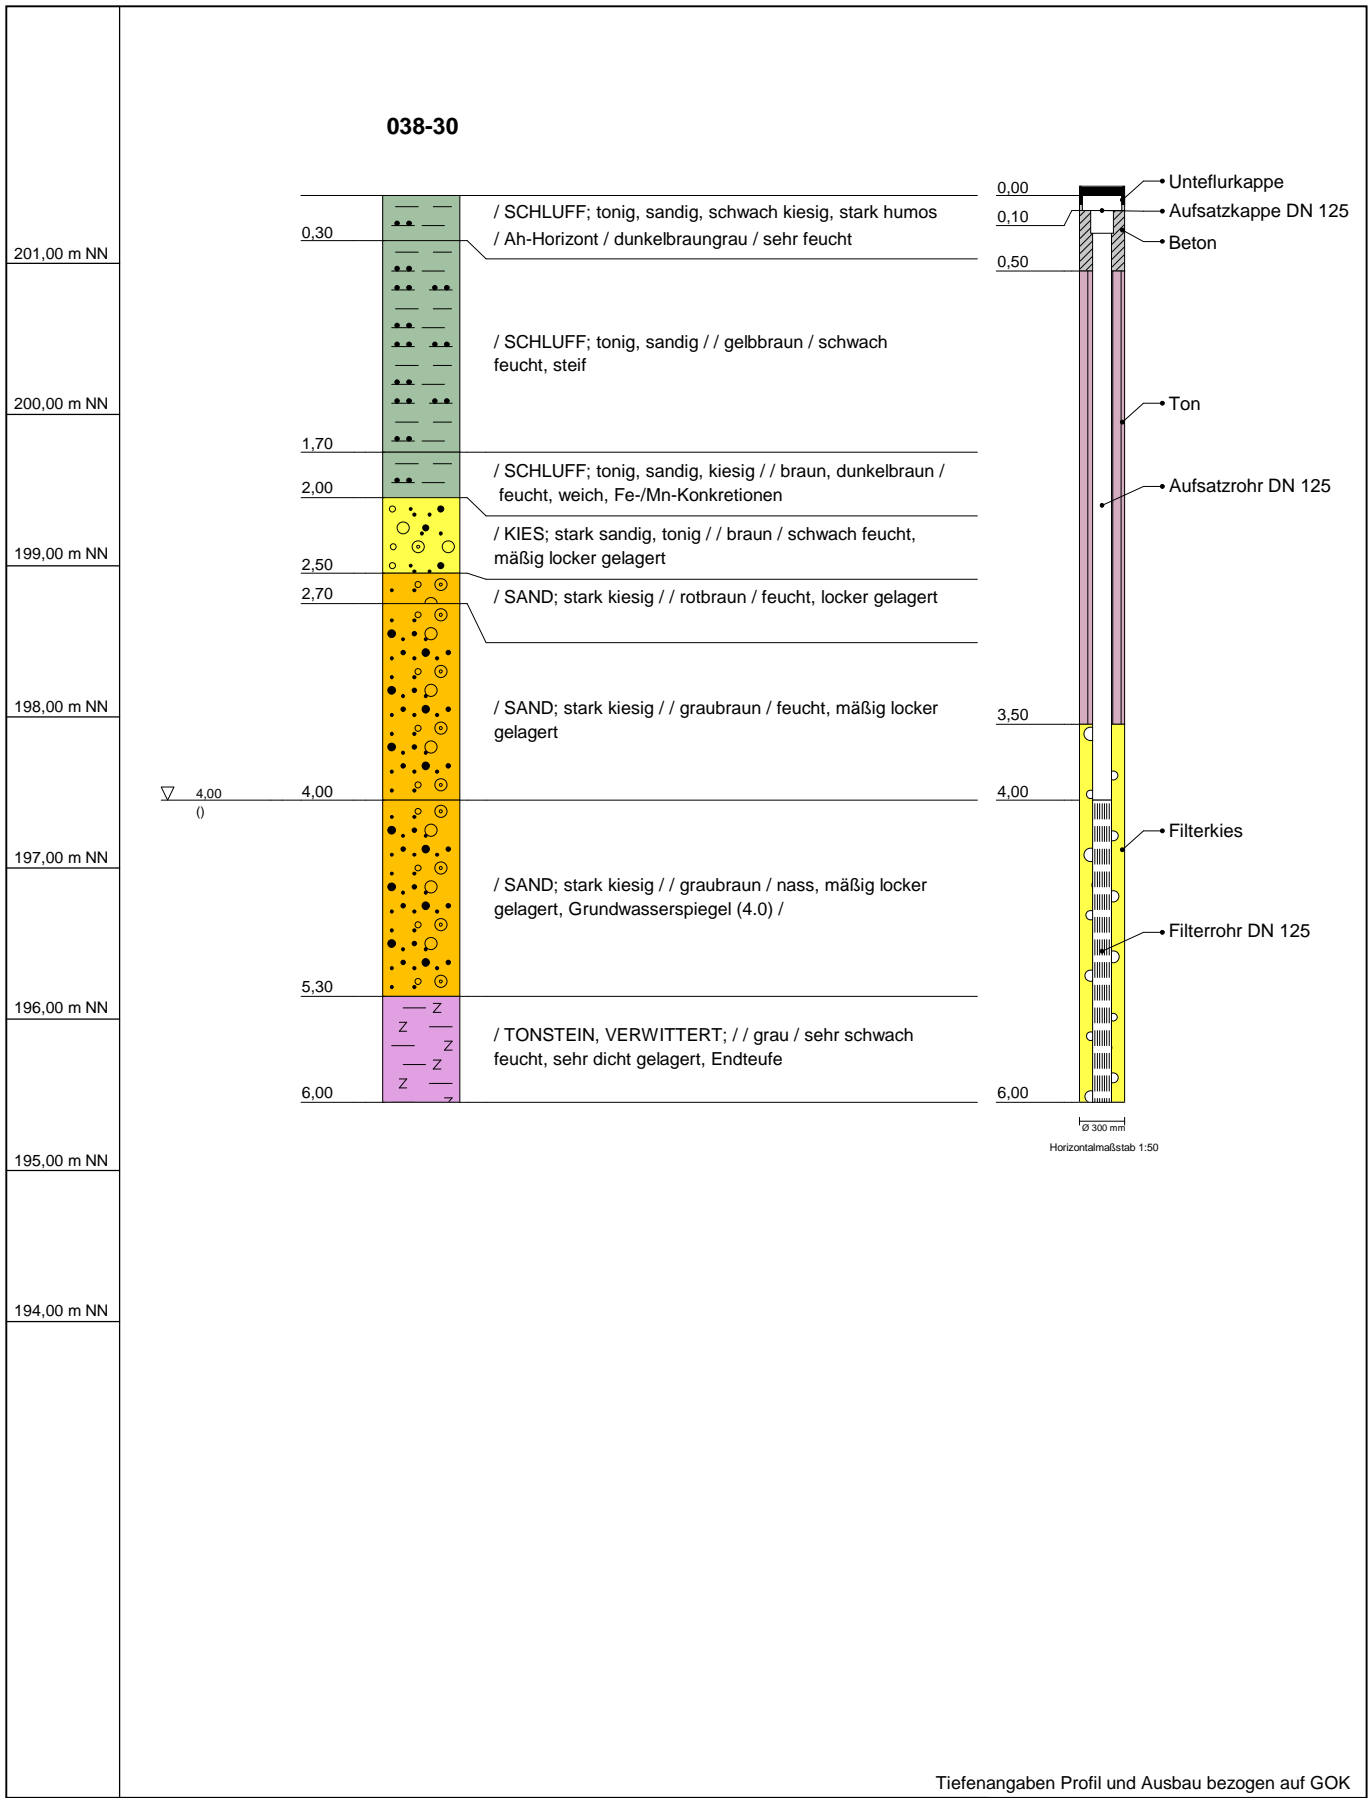 038-30
201,00 m NN
200,00 m NN
199,00 m NN
198,00 m NN
197,00 m NN
196,00 m NN
195,00 m NN
194,00 m NN
4,00
()
0,30
1,70
2,00
2,50
2,70
4,00
5,30
6,00
/ SCHLUFF; tonig, sandig, schwach kiesig, stark humos
/ Ah-Horizont / dunkelbraungrau / sehr feucht
/ SCHLUFF; tonig, sandig / / gelbbraun / schwach
feucht, steif
/ SCHLUFF; tonig, sandig, kiesig / / braun, dunkelbraun /
feucht, weich, Fe-/Mn-Konkretionen
/ KIES; stark sandig, tonig / / braun / schwach feucht,
mäßig locker gelagert
/ SAND; stark kiesig / / rotbraun / feucht, locker gelagert
/ SAND; stark kiesig / / graubraun / feucht, mäßig locker
gelagert
/ SAND; stark kiesig / / graubraun / nass, mäßig locker
gelagert, Grundwasserspiegel (4.0) /
/ TONSTEIN, VERWITTERT; / / grau / sehr schwach
feucht, sehr dicht gelagert, Endteufe
0,00
0,10
0,50
3,50
4,00
6,00
Unteflurkappe
Aufsatzkappe DN 125
Beton
Ton
Aufsatzrohr DN 125
Filterkies
Filterrohr DN 125
Ø 300 mm
Horizontalmaßstab 1:50
Tiefenangaben Profil und Ausbau bezogen auf GOK